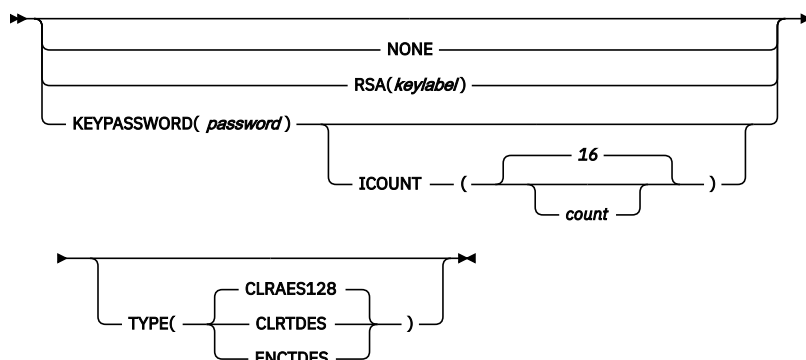 NONE
RSA(keylabel)
KEYPASSWORD( password )
16
ICOUNT ( )
count
CLRAES128
TYPE( CLRTDES )
ENCTDES